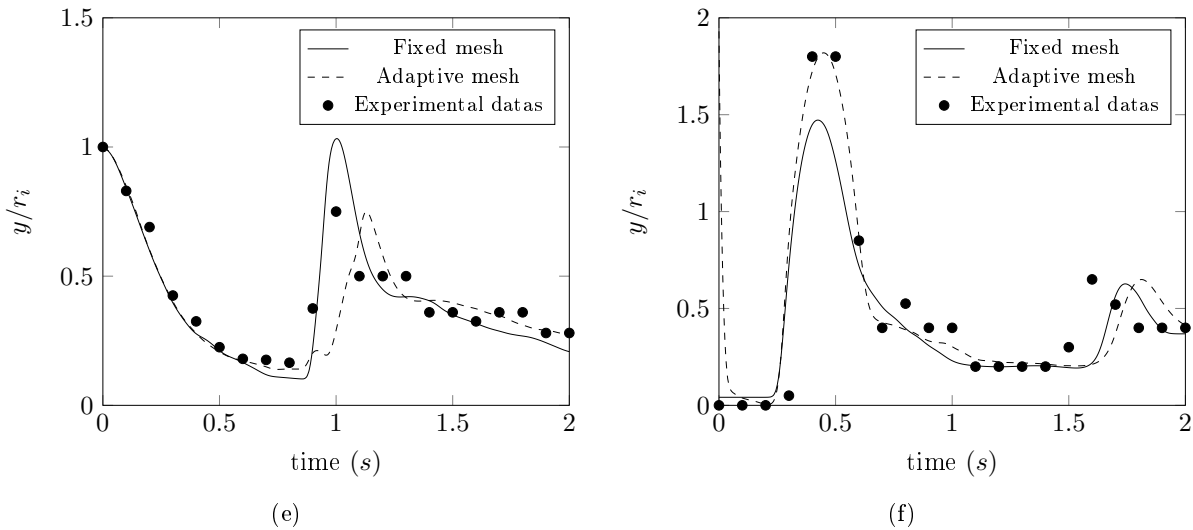 1.5
1
0.5
0
y/r_i
0 0.5 1 1.5 2
time (s)
Fixed mesh
Adaptive mesh
Experimental datas
(e)
2
1.5
1
0.5
0
y/r_i
0 0.5 1 1.5 2
time (s)
Fixed mesh
Adaptive mesh
Experimental datas
(f)